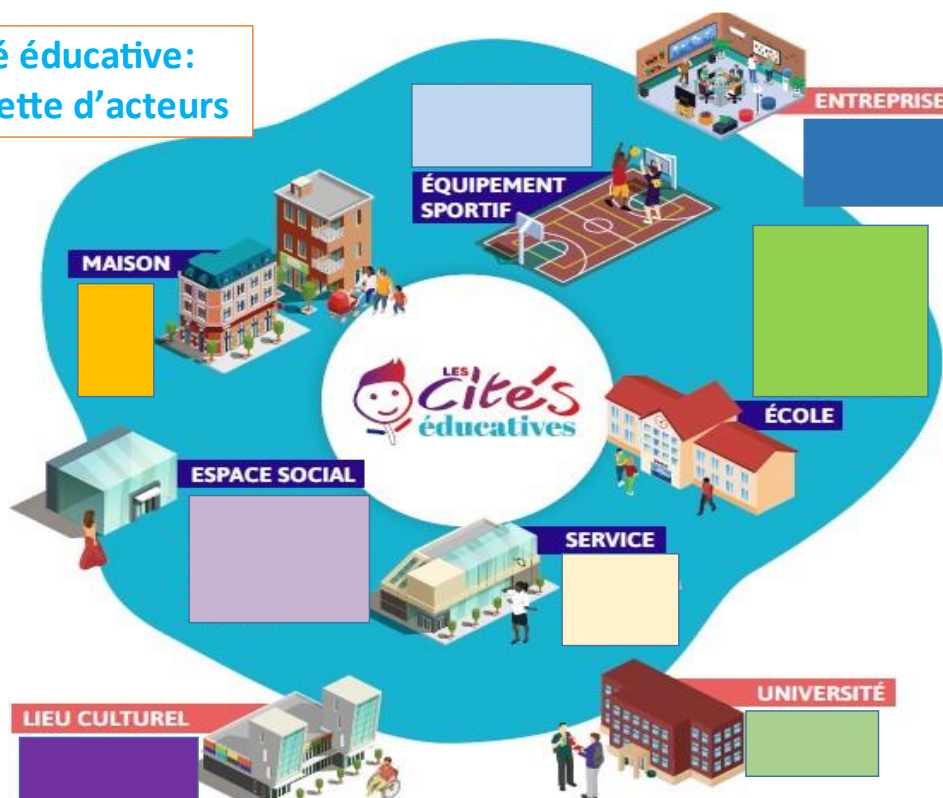 é éducative:
ette d'acteurs
ENTREPRISE
ÉQUIPEMENT
SPORTIF
MAISON
LES
Cités
éducatives
ÉCOLE
ESPACE SOCIAL
SERVICE
UNIVERSITÉ
LIEU CULTUREL